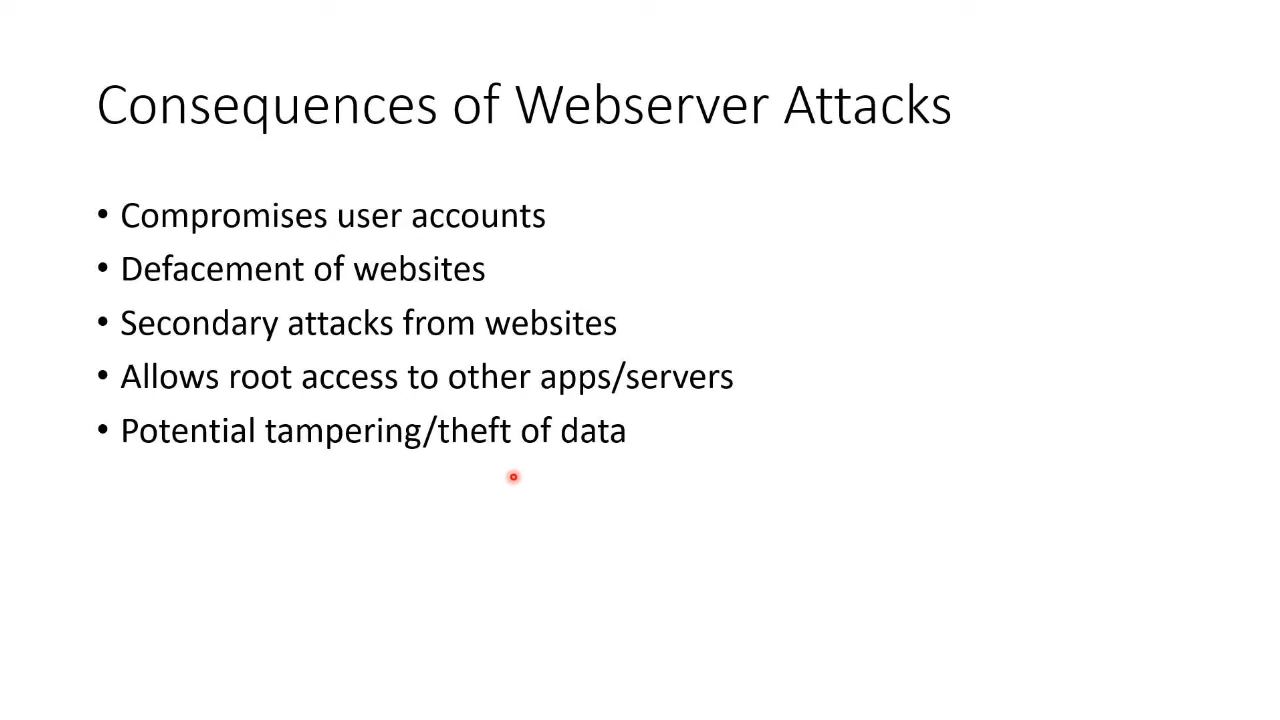 Consequences of Webserver Attacks
• Compromises user accounts
• Defacement of websites
• Secondary attacks from websites
• Allows root access to other apps/servers
• Potential tampering/theft of data